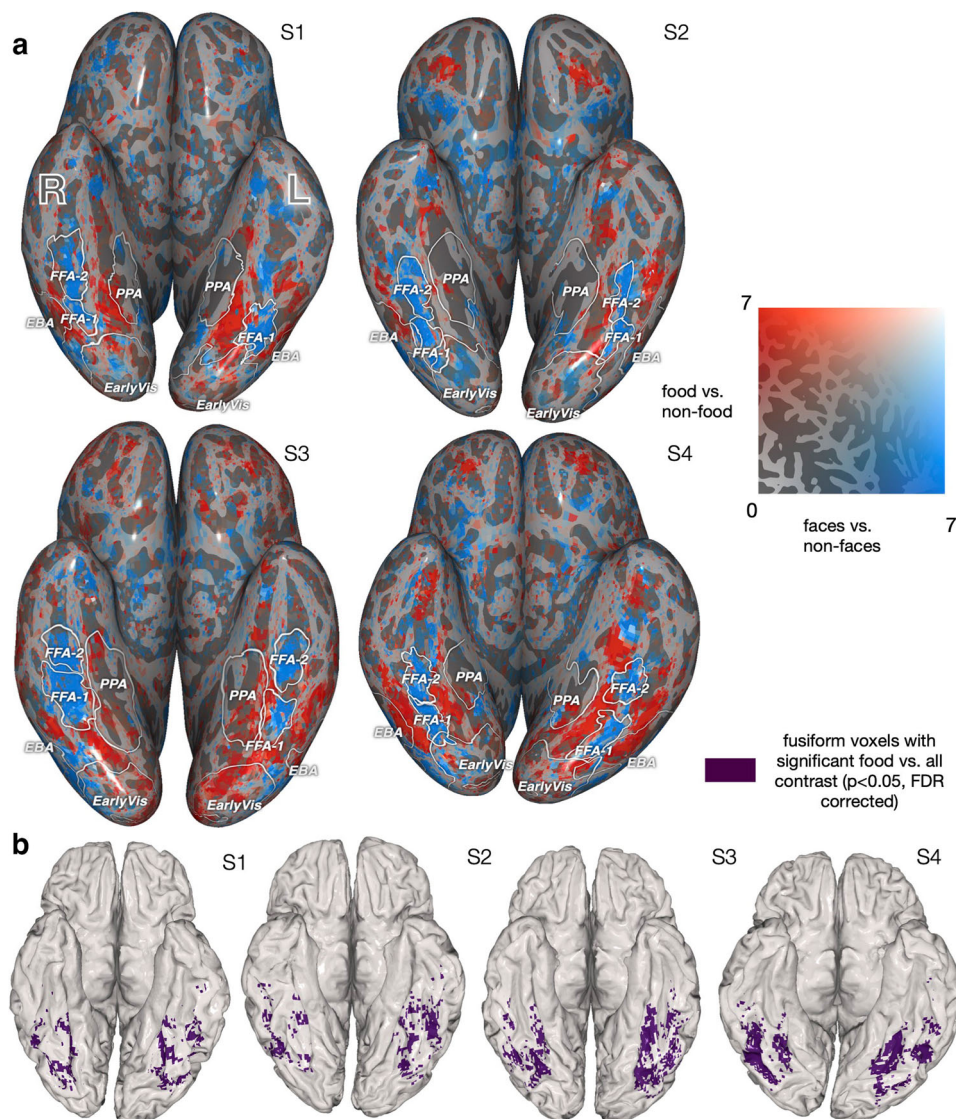 a
S1
S2
R
L
FFA-2
PPA
FFA-1
EBA
EarlyVis
PPA
FFA-1
EBA
EarlyVis
FFA-2
PPA
EBA
FFA-1
EarlyVis
PPA
FFA-2
FFA-1
EBA
EarlyVis
7
food vs.
non-food
0
7
faces vs.
non-faces
S3
S4
FFA-2
FFA-1
PPA
EBA
EarlyVis
FFA-2
PPA
FFA-1
EBA
EarlyVis
FFA-2
PPA
FFA-1
EBA
EarlyVis
PPA
FFA-2
FFA-1
EBA
EarlyVis
fusiform voxels with
significant food vs. all
contrast (p<0.05, FDR
corrected)
b
S1
S2
S3
S4